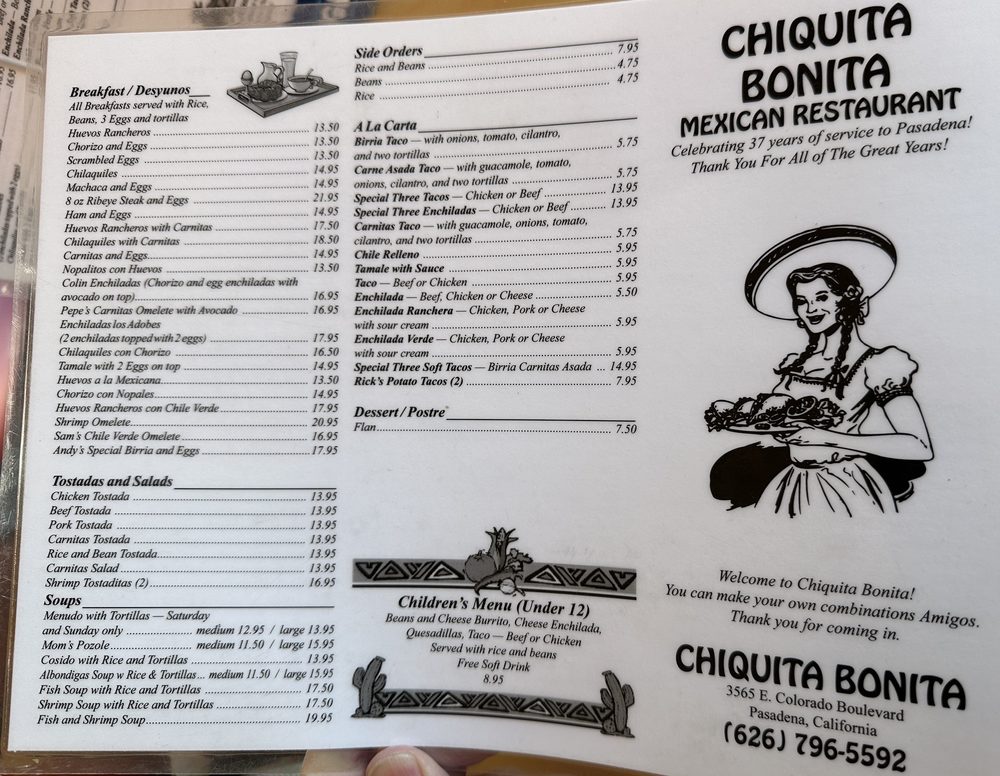 Breakfast / Desyunos
All Breakfasts served with Rice,
Beans, 3 Eggs and tortillas
Huevos Rancheros 13.50
Chorizo and Eggs 13.50
Scrambled Eggs 13.50
Chilaquiles 14.95
Machaca and Eggs 14.95
8 oz Ribeye Steak and Eggs 21.95
Ham and Eggs 14.95
Huevos Rancheros with Carnitas 17.50
Chilaquiles with Carnitas 18.50
Carnitas and Eggs 14.95
Nopalitos con Huevos 13.50
Colin Enchiladas (Chorizo and egg enchiladas with
avocado on top) 16.95
Pepe's Carnitas Omelete with Avocado 16.95
Enchiladas los Adobes
(2 enchiladas topped with 2 eggs) 17.95
Chilaquiles con Chorizo 16.50
Tamale with 2 Eggs on top 14.95
Huevos a la Mexicana 13.50
Chorizo con Nopales 14.95
Huevos Rancheros con Chile Verde 17.95
Shrimp Omelete 20.95
Sam's Chile Verde Omelete 16.95
Andy's Special Birria and Eggs 17.95
Tostadas and Salads
Chicken Tostada 13.95
Beef Tostada 13.95
Pork Tostada 13.95
Carnitas Tostada 13.95
Rice and Bean Tostada 13.95
Carnitas Salad 13.95
Shrimp Tostaditas (2) 16.95
Soups
Menudo with Tortillas — Saturday
and Sunday only medium 12.95 / large 13.95
Mom's Pozole medium 11.50 / large 15.95
Cosido with Rice and Tortillas 13.95
Albondigas Soup w Rice & Tortillas... medium 11.50 / large 15.95
Fish Soup with Rice and Tortillas 17.50
Shrimp Soup with Rice and Tortillas 17.50
Fish and Shrimp Soup 19.95
Side Orders
Rice and Beans 7.95
Beans 4.75
Rice 4.75
A La Carta
Birria Taco — with onions, tomato, cilantro,
and two tortillas 5.75
Carne Asada Taco — with guacamole, tomato,
onions, cilantro, and two tortillas 5.75
Special Three Tacos — Chicken or Beef 13.95
Special Three Enchiladas — Chicken or Beef 13.95
Carnitas Taco — with guacamole, onions, tomato,
cilantro, and two tortillas 5.75
Chile Relleno 5.95
Tamale with Sauce 5.95
Taco — Beef or Chicken 5.95
Enchilada — Beef, Chicken or Cheese 5.50
Enchilada Ranchera — Chicken, Pork or Cheese
with sour cream 5.95
Enchilada Verde — Chicken, Pork or Cheese
with sour cream 5.95
Special Three Soft Tacos — Birria Carnitas Asada ... 14.95
Rick's Potato Tacos (2) 7.95
Dessert / Postre
Flan 7.50
Children's Menu (Under 12)
Beans and Cheese Burrito, Cheese Enchilada,
Quesadillas, Taco — Beef or Chicken
Served with rice and beans
Free Soft Drink
8.95
CHIQUITA
BONITA
MEXICAN RESTAURANT
Celebrating 37 years of service to Pasadena!
Thank You For All of The Great Years!
Welcome to Chiquita Bonita!
You can make your own combinations Amigos.
Thank you for coming in.
CHIQUITA BONITA
3565 E. Colorado Boulevard
Pasadena, California
(626) 796-5592